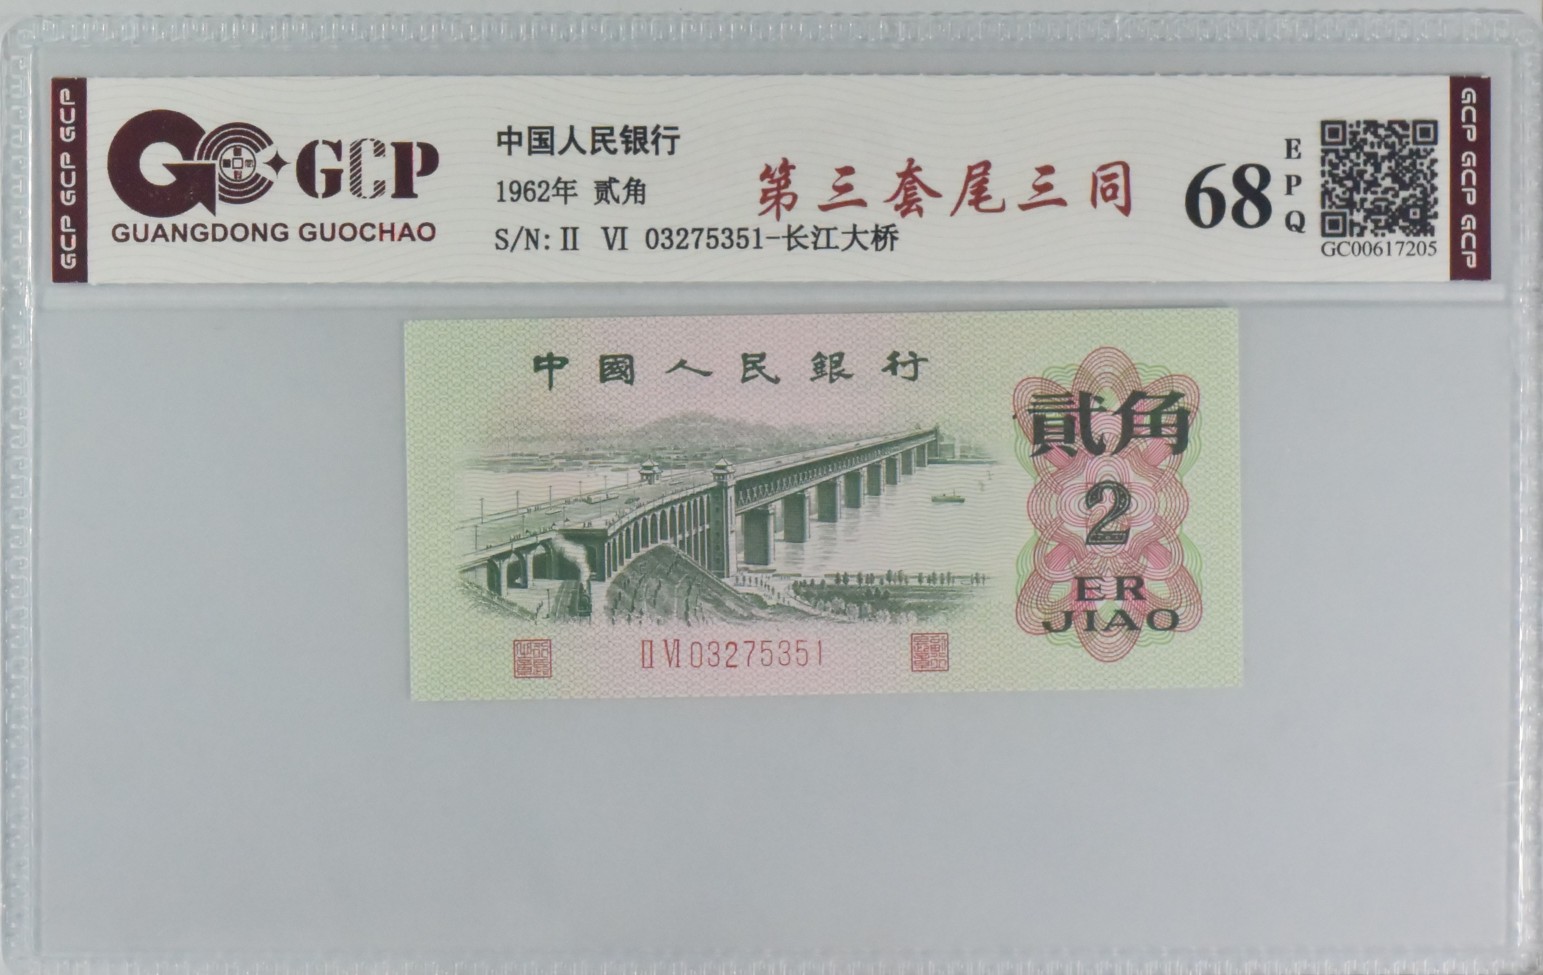 GCP GCP GCP
GCP
GUANGDONG GUOCHAO
中国人民银行
1962年 贰角
S/N: II VI 03275351-长江大桥
第三套尾三同
68
EPQ
GC00617205
GCP GCP GCP
中國人民銀行
貳角
2
ER
JIAO
II VI 03275351